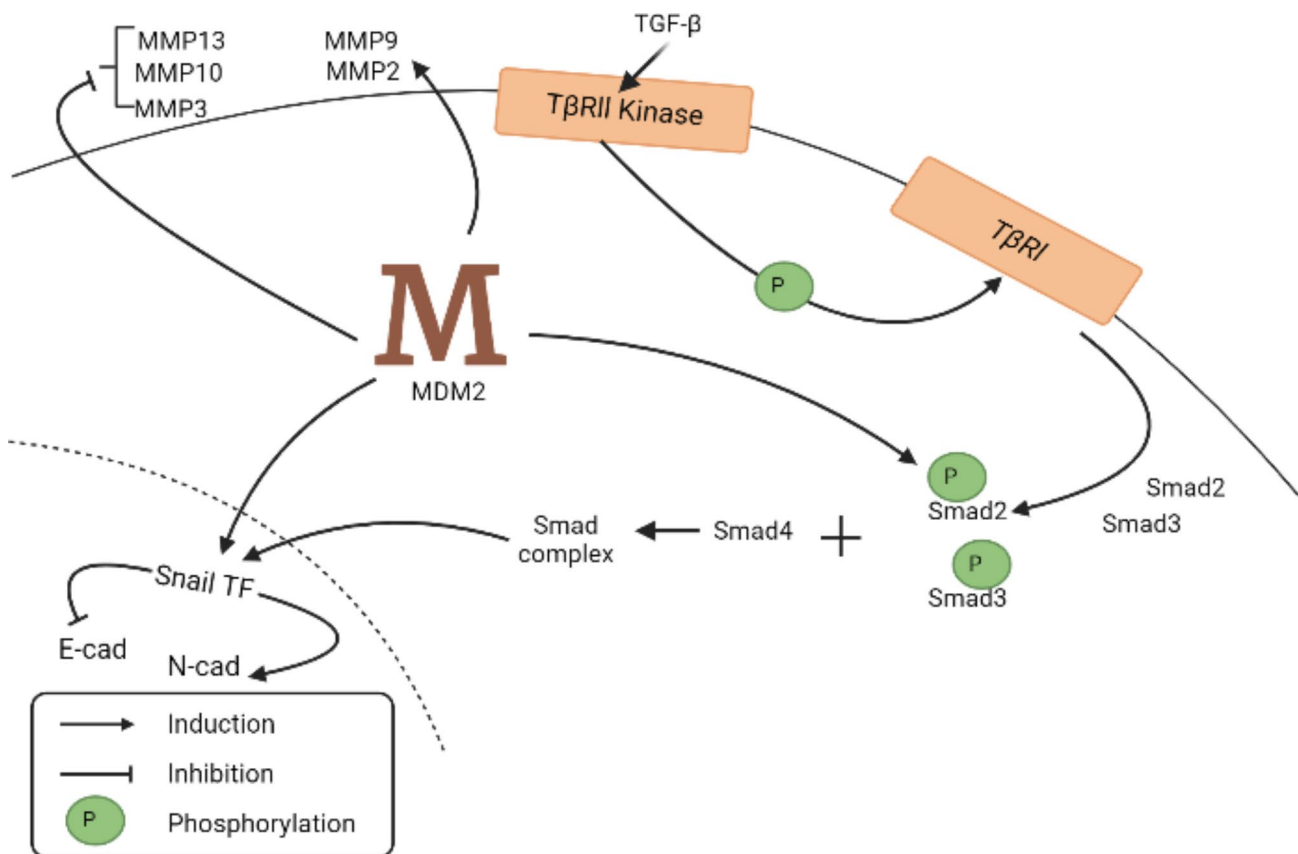 MMP13
MMP10
MMP3
MMP9
MMP2
TGF-β
TβRII Kinase
TβRI
P
M
MDM2
P
Smad2
Smad2
Smad3
Smad
complex
Smad4
+
P
Smad3
Snail TF
E-cad
N-cad
Induction
Inhibition
P
Phosphorylation